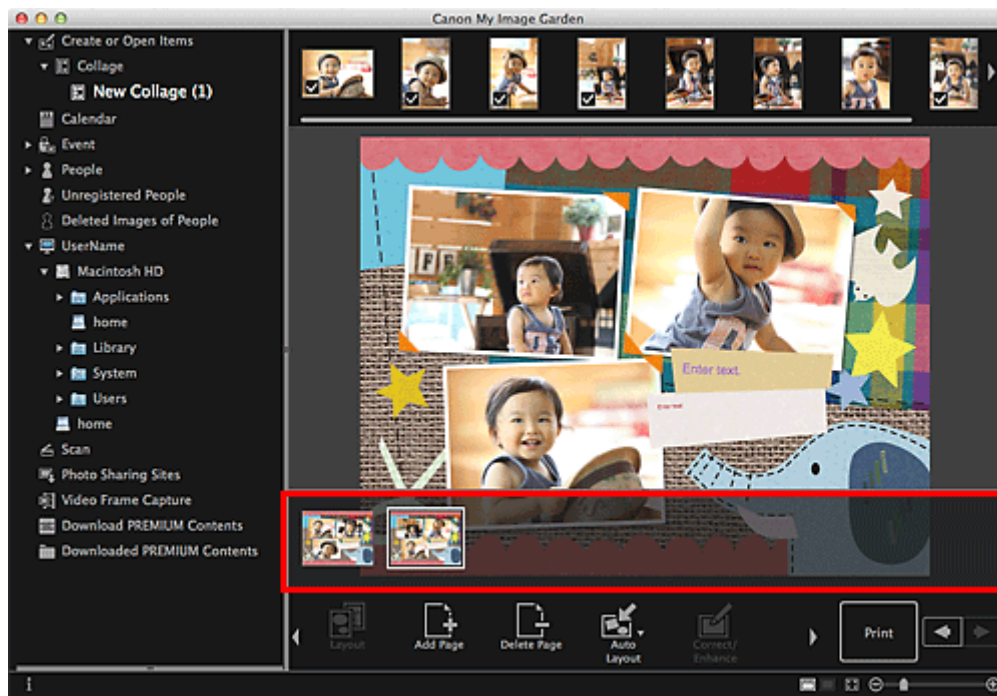 Canon My Image Garden
Create or Open Items
Collage
New Collage (1)
Calendar
Event
People
Unregistered People
Deleted Images of People
UserName
Macintosh HD
Applications
home
Library
System
Users
home
Scan
Photo Sharing Sites
Video Frame Capture
Download PREMIUM Contents
Downloaded PREMIUM Contents
Enter text.
Enter text
Layout
Add Page
Delete Page
Auto
Layout
Correct/
Enhance
Print